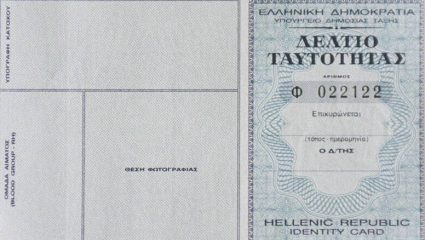 ΥΠΟΓΡΑΦΗ ΚΑΤΟΧΟΥ
ΟΜΑΔΑ ΑΙΜΑΤΟΣ
(BLOOD GROUP - RH)
ΘΕΣΗ ΦΩΤΟΓΡΑΦΙΑΣ
ΕΛΛΗΝΙΚΗ ΔΗΜΟΚΡΑΤΙΑ
ΥΠΟΥΡΓΕΙΟ ΔΗΜΟΣΙΑΣ ΤΑΞΗΣ
ΔΕΛΤΙΟ
ΤΑΥΤΟΤΗΤΑΣ
ΑΡΙΘΜΟΣ
Φ 022122
Επικυρώνεται
(τόπος - ημερομηνία)
Ο Δ/ΤΗΣ
HELLENIC REPUBLIC
IDENTITY CARD